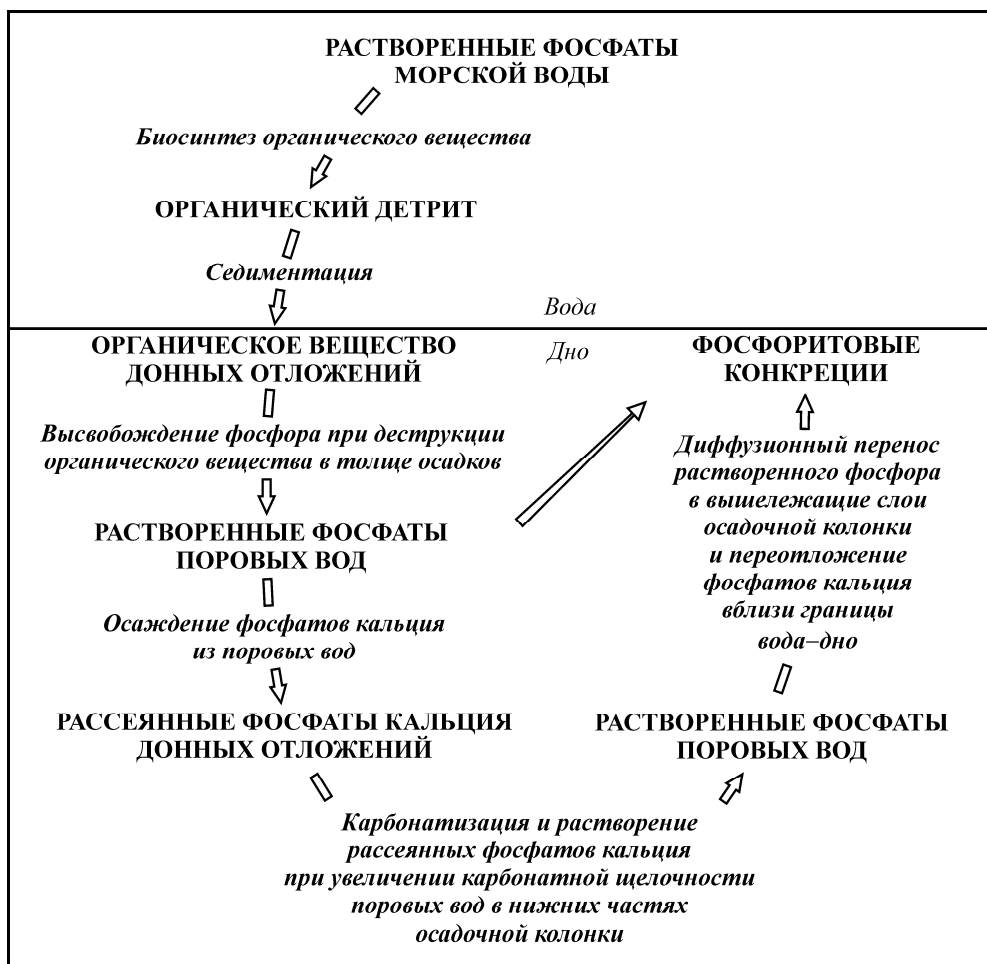 РАСТВОРЕННЫЕ ФОСФАТЫ
МОРСКОЙ ВОДЫ
Биосинтез органического вещества
ОРГАНИЧЕСКИЙ ДЕТРИТ
Седиментация
Вода
Дно
ОРГАНИЧЕСКОЕ ВЕЩЕСТВО
ДОННЫХ ОТЛОЖЕНИЙ
Высвобождение фосфора при деструкции
органического вещества в толще осадков
РАСТВОРЕННЫЕ ФОСФАТЫ
ПОРОВЫХ ВОД
Осаждение фосфатов кальция
из поровых вод
РАССЕЯННЫЕ ФОСФАТЫ КАЛЬЦИЯ
ДОННЫХ ОТЛОЖЕНИЙ
Карбонатизация и растворение
рассеянных фосфатов кальция
при увеличении карбонатной щелочности
поровых вод в нижних частях
осадочной колонки
РАСТВОРЕННЫЕ ФОСФАТЫ
ПОРОВЫХ ВОД
Диффузионный перенос
растворенного фосфора
в вышележащие слои
осадочной колонки
и переотложение
фосфатов кальция
вблизи границы
вода–дно
ФОСФОРИТОВЫЕ
КОНКРЕЦИИ